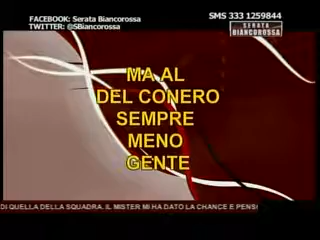 FACEBOOK: Serata Biancorossa
SMS 333 1259844
TWITTER: @SBiancorossa
SERATA
BIANCOROSSA
MA AL
DEL CONERO
SEMPRE
MENO
GENTE
DI QUELLA DELLA SQUADRA. IL MISTER MI HA DATO LA CHANCE E PENS